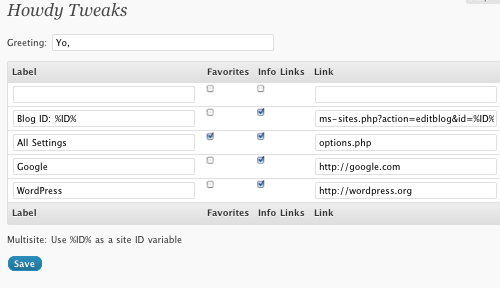 Howdy Tweaks
Greeting: Yo,
Label Favorites Info Links Link
Blog ID: %ID% ms-sites.php?action=editblog&id=%ID%
All Settings options.php
Google http://google.com
WordPress http://wordpress.org
Label Favorites Info Links Link
Multisite: Use %ID% as a site ID variable
Save